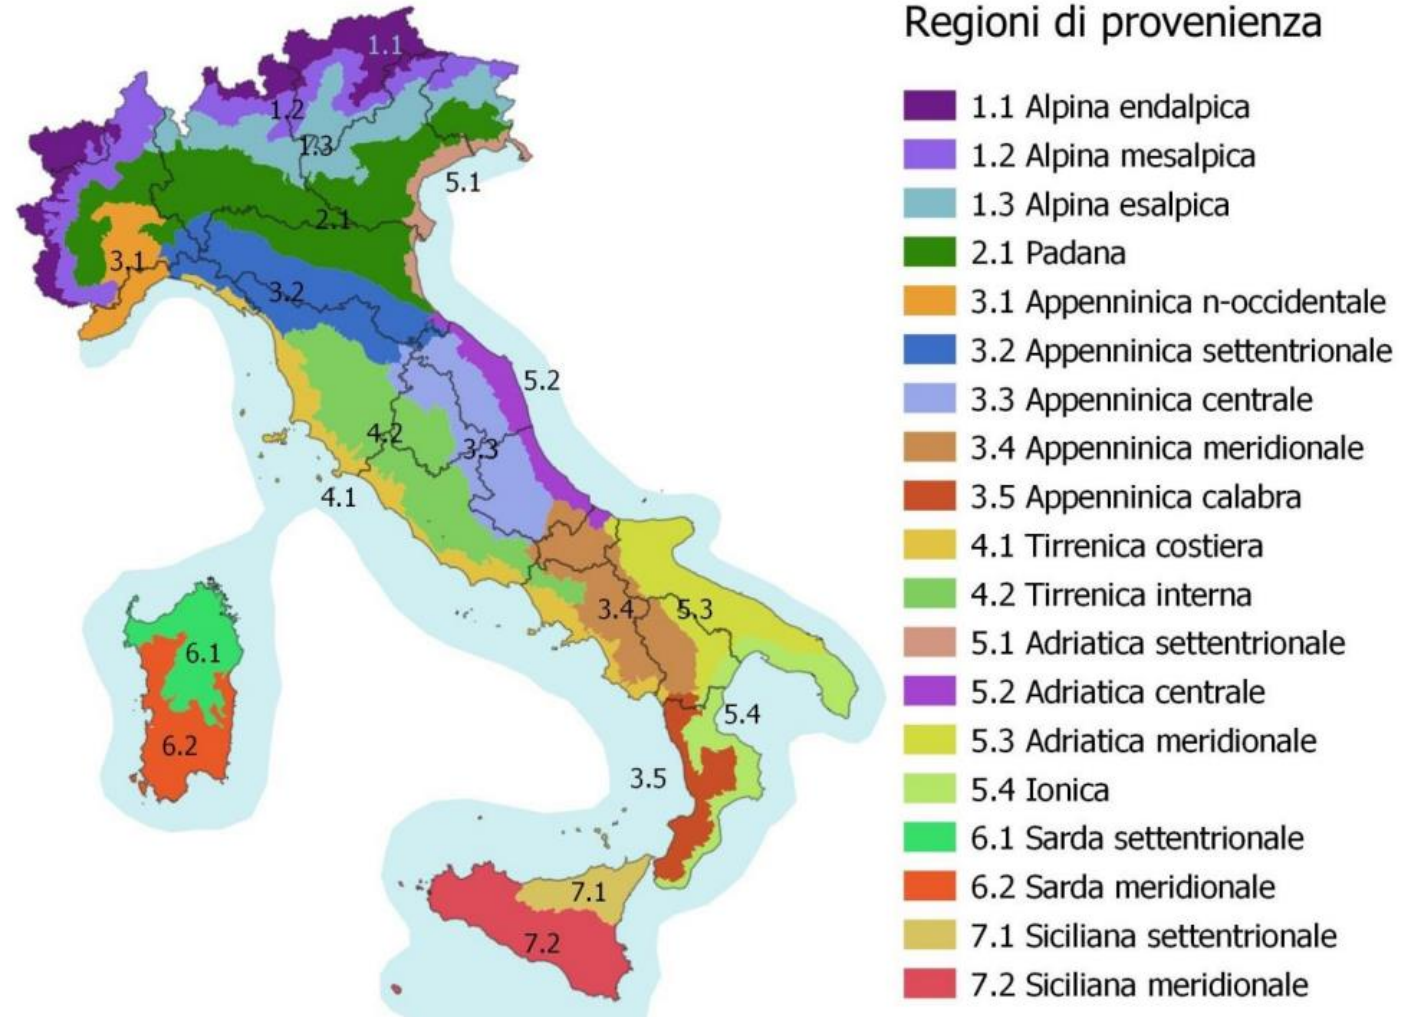 Regioni di provenienza
1.1 Alpina endalpica
1.2 Alpina mesalpica
1.3 Alpina esalpica
2.1 Padana
3.1 Appenninica n-occidentale
3.2 Appenninica settentrionale
3.3 Appenninica centrale
3.4 Appenninica meridionale
3.5 Appenninica calabra
4.1 Tirrenica costiera
4.2 Tirrenica interna
5.1 Adriatica settentrionale
5.2 Adriatica centrale
5.3 Adriatica meridionale
5.4 Ionica
6.1 Sarda settentrionale
6.2 Sarda meridionale
7.1 Siciliana settentrionale
7.2 Siciliana meridionale
1.1
1.2
1.3
5.1
2.1
3.1
3.2
5.2
4.2
3.3
4.1
3.4
5.3
6.1
5.4
6.2
3.5
7.1
7.2